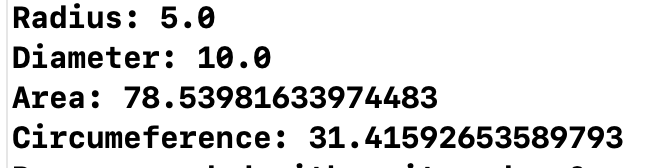 Radius: 5.0
Diameter: 10.0
Area: 78.53981633974483
Circumeference: 31.41592653589793